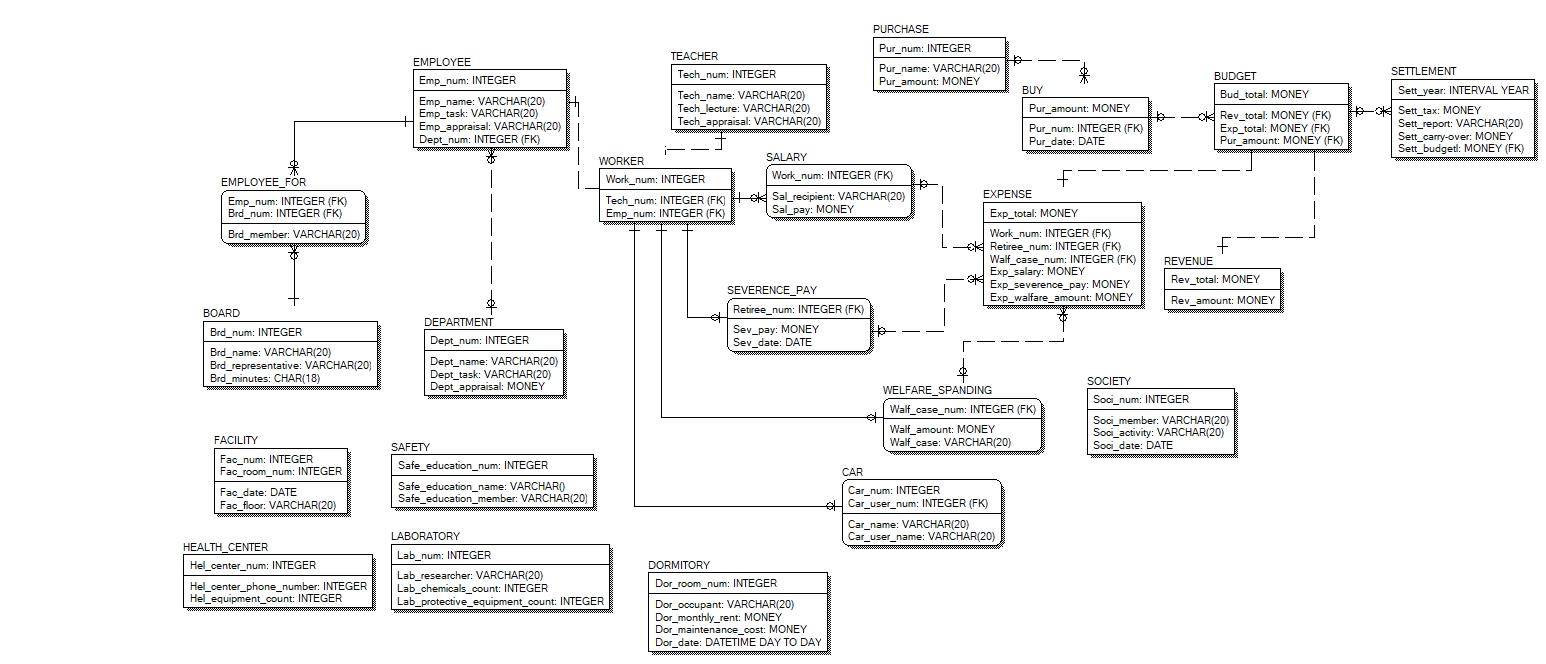 PURCHASE
Pur_num: INTEGER
Pur_name: VARCHAR(20)
Pur_amount: MONEY
EMPLOYEE
Emp_num: INTEGER
Emp_name: VARCHAR(20)
Emp_task: VARCHAR(20)
Emp_appraisal: VARCHAR(20)
Dept_num: INTEGER (FK)
TEACHER
Tech_num: INTEGER
Tech_name: VARCHAR(20)
Tech_lecture: VARCHAR(20)
Tech_appraisal: VARCHAR(20)
BUY
Pur_amount: MONEY
Pur_num: INTEGER (FK)
Pur_date: DATE
BUDGET
Bud_total: MONEY
Rev_total: MONEY (FK)
Exp_total: MONEY (FK)
Pur_amount: MONEY (FK)
SETTLEMENT
Sett_year: INTERVAL YEAR
Sett_tax: MONEY
Sett_report: VARCHAR(20)
Sett_carry-over: MONEY
Sett_budgetl: MONEY (FK)
EMPLOYEE_FOR
Emp_num: INTEGER (FK)
Brd_num: INTEGER (FK)
Brd_member: VARCHAR(20)
WORKER
Work_num: INTEGER
Tech_num: INTEGER (FK)
Emp_num: INTEGER (FK)
SALARY
Work_num: INTEGER (FK)
Sal_recipient: VARCHAR(20)
Sal_pay: MONEY
EXPENSE
Exp_total: MONEY
Work_num: INTEGER (FK)
Retiree_num: INTEGER (FK)
Walf_case_num: INTEGER (FK)
Exp_salary: MONEY
Exp_severence_pay: MONEY
Exp_welfare_amount: MONEY
REVENUE
Rev_total: MONEY
Rev_amount: MONEY
SEVERENCE_PAY
Retiree_num: INTEGER (FK)
Sev_pay: MONEY
Sev_date: DATE
BOARD
Brd_num: INTEGER
Brd_name: VARCHAR(20)
Brd_representative: VARCHAR(20)
Brd_minutes: CHAR(18)
DEPARTMENT
Dept_num: INTEGER
Dept_name: VARCHAR(20)
Dept_task: VARCHAR(20)
Dept_appraisal: MONEY
WELFARE_SPANDING
Walf_case_num: INTEGER (FK)
Walf_amount: MONEY
Walf_case: VARCHAR(20)
SOCIETY
Soci_num: INTEGER
Soci_member: VARCHAR(20)
Soci_activity: VARCHAR(20)
Soci_date: DATE
FACILITY
Fac_num: INTEGER
Fac_room_num: INTEGER
Fac_date: DATE
Fac_floor: VARCHAR(20)
SAFETY
Safe_education_num: INTEGER
Safe_education_name: VARCHAR()
Safe_education_member: VARCHAR(20)
CAR
Car_num: INTEGER
Car_user_num: INTEGER (FK)
Car_name: VARCHAR(20)
Car_user_name: VARCHAR(20)
HEALTH_CENTER
Hel_center_num: INTEGER
Hel_center_phone_number: INTEGER
Hel_equipment_count: INTEGER
LABORATORY
Lab_num: INTEGER
Lab_researcher: VARCHAR(20)
Lab_chemicals_count: INTEGER
Lab_protective_equipment_count: INTEGER
DORMITORY
Dor_room_num: INTEGER
Dor_occupant: VARCHAR(20)
Dor_monthly_rent: MONEY
Dor_maintenance_cost: MONEY
Dor_date: DATETIME DAY TO DAY